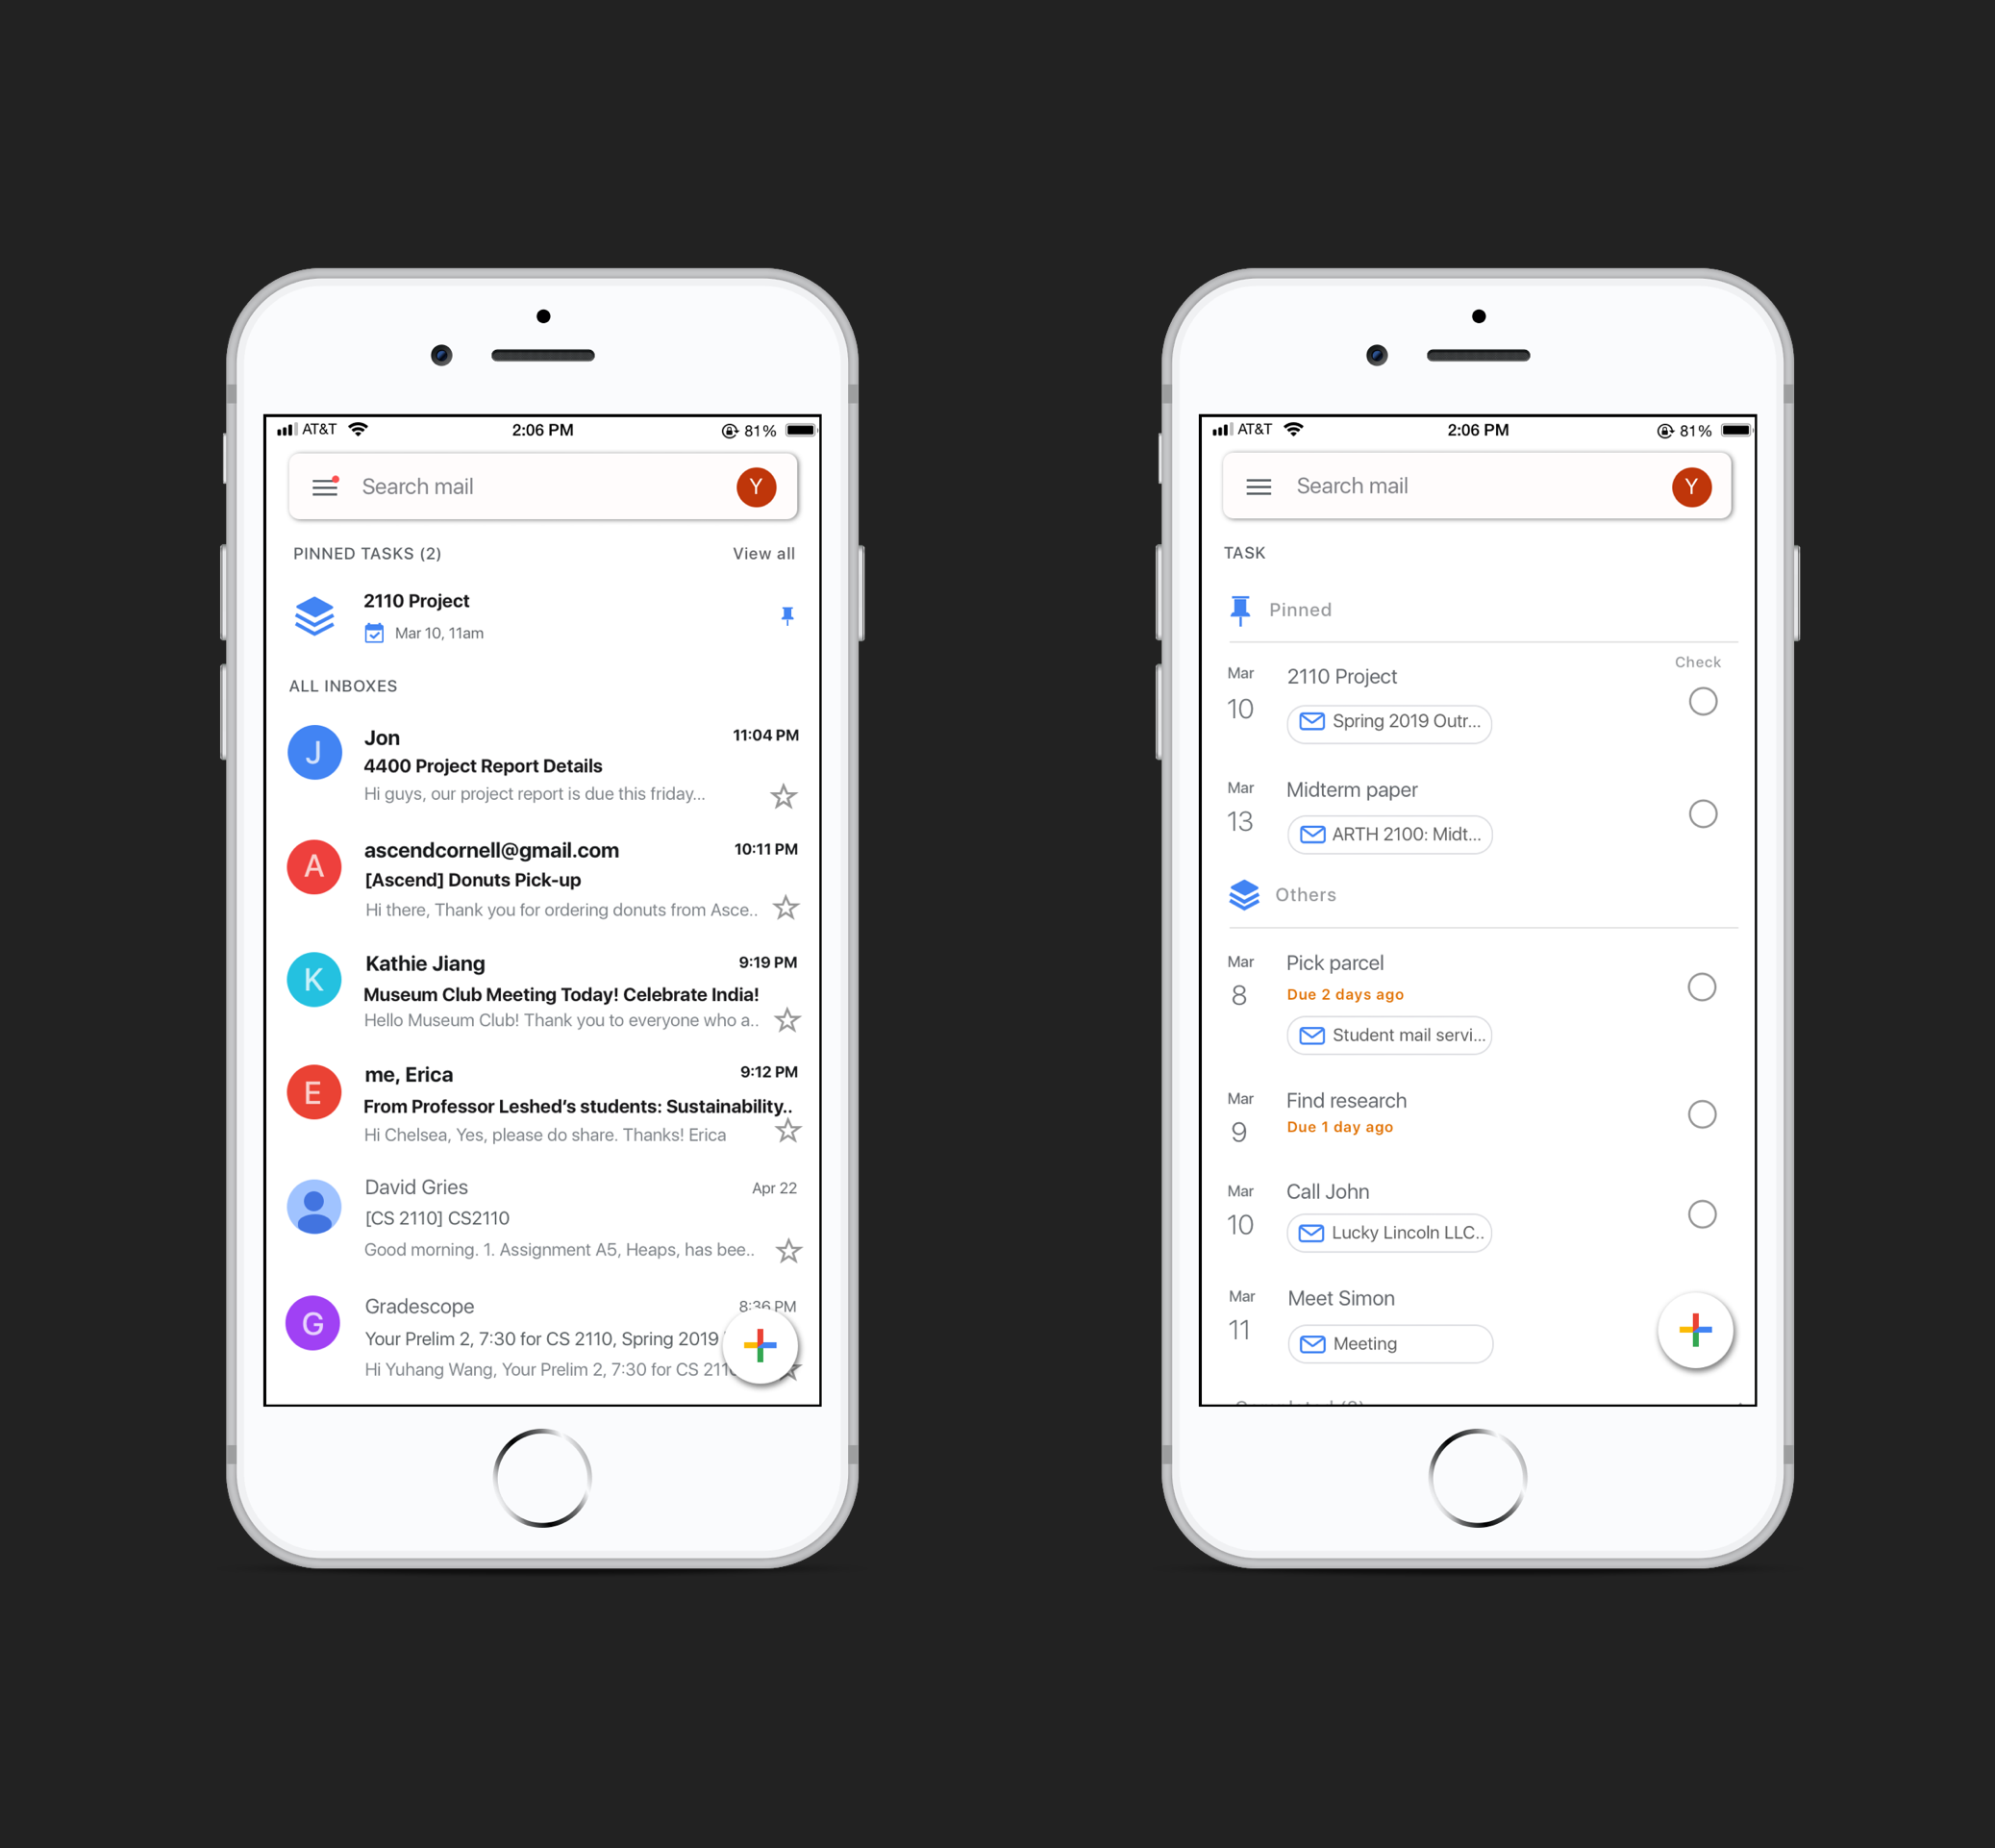 AT&T 2:06 PM 81%
Search mail Y
PINNED TASKS (2) View all
2110 Project
Mar 10, 11am
ALL INBOXES
J Jon 11:04 PM
4400 Project Report Details
Hi guys, our project report is due this friday...
A ascendcornell@gmail.com 10:11 PM
[Ascend] Donuts Pick-up
Hi there, Thank you for ordering donuts from Asce..
K Kathie Jiang 9:19 PM
Museum Club Meeting Today! Celebrate India!
Hello Museum Club! Thank you to everyone who a..
E me, Erica 9:12 PM
From Professor Leshed's students: Sustainability..
Hi Chelsea, Yes, please do share. Thanks! Erica
David Gries Apr 22
[CS 2110] CS2110
Good morning. 1. Assignment A5, Heaps, has bee..
G Gradescope 8:36 PM
Your Prelim 2, 7:30 for CS 2110, Spring 2019
Hi Yuhang Wang, Your Prelim 2, 7:30 for CS 211
AT&T 2:06 PM 81%
Search mail Y
TASK
Pinned
Check
Mar 10 2110 Project
Spring 2019 Outr...
Mar 13 Midterm paper
ARTH 2100: Midt...
Others
Mar 8 Pick parcel
Due 2 days ago
Student mail servi...
Mar 9 Find research
Due 1 day ago
Mar 10 Call John
Lucky Lincoln LLC..
Mar 11 Meet Simon
Meeting